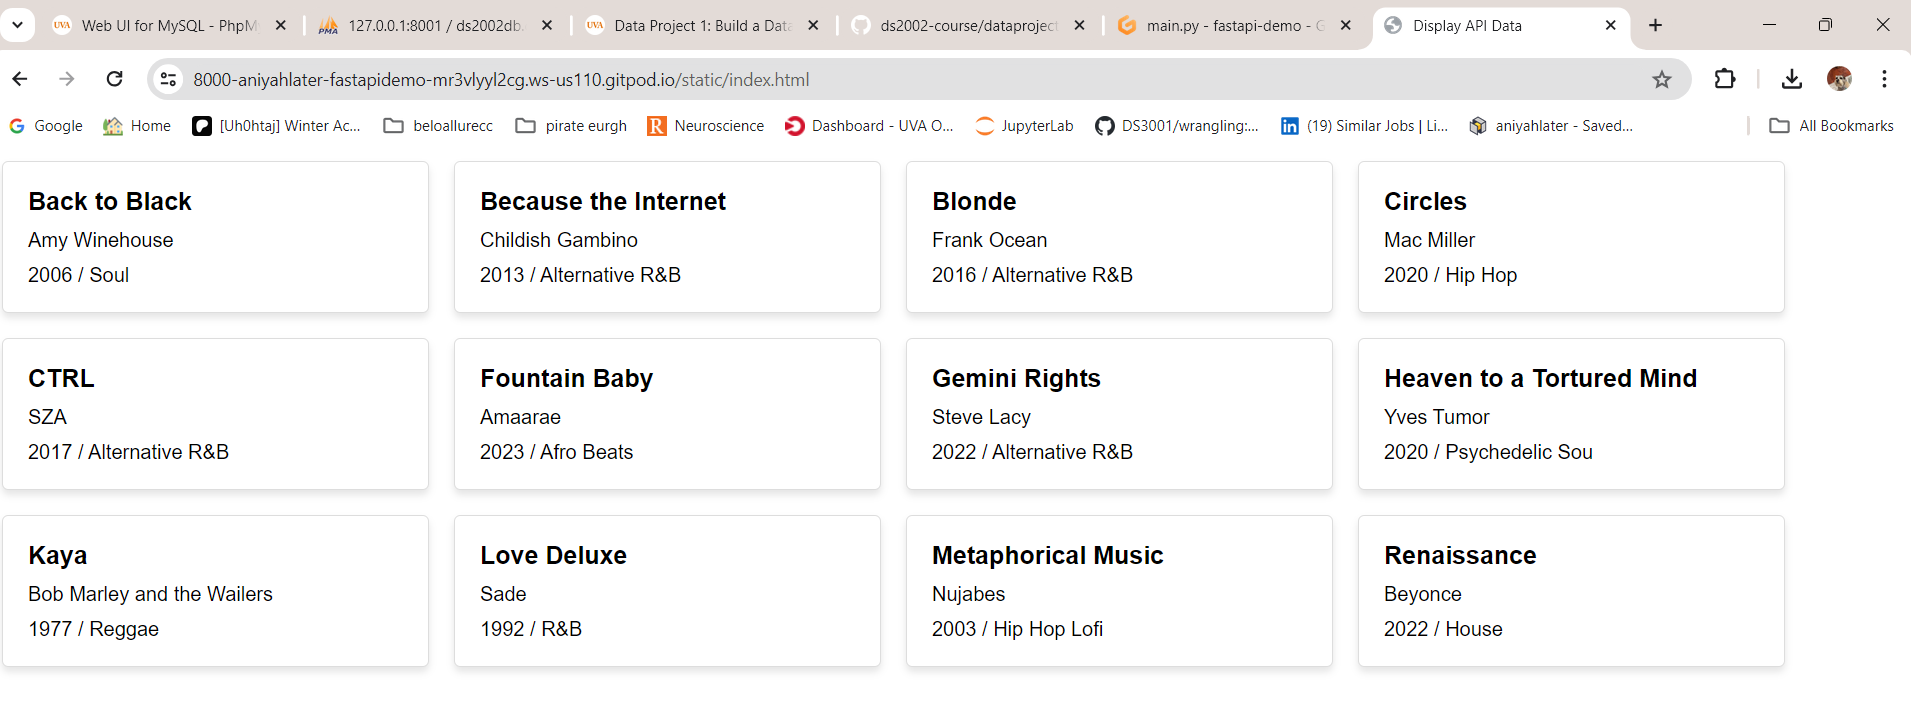 Web UI for MySQL - PhpMy
127.0.0.1:8001 / ds2002db.
Data Project 1: Build a Data
ds2002-course/dataproject
main.py - fastapi-demo - G
Display API Data
8000-aniyahlater-fastapidemo-mr3vlyyl2cg.ws-us110.gitpod.io/static/index.html
Google
Home
[Uh0htaj] Winter Ac...
beloallurecc
pirate eurgh
Neuroscience
Dashboard - UVA O...
JupyterLab
DS3001/wrangling:...
(19) Similar Jobs | Li...
aniyahlater - Saved...
All Bookmarks
Back to Black
Amy Winehouse
2006 / Soul
Because the Internet
Childish Gambino
2013 / Alternative R&B
Blonde
Frank Ocean
2016 / Alternative R&B
Circles
Mac Miller
2020 / Hip Hop
CTRL
SZA
2017 / Alternative R&B
Fountain Baby
Amaarae
2023 / Afro Beats
Gemini Rights
Steve Lacy
2022 / Alternative R&B
Heaven to a Tortured Mind
Yves Tumor
2020 / Psychedelic Sou
Kaya
Bob Marley and the Wailers
1977 / Reggae
Love Deluxe
Sade
1992 / R&B
Metaphorical Music
Nujabes
2003 / Hip Hop Lofi
Renaissance
Beyonce
2022 / House